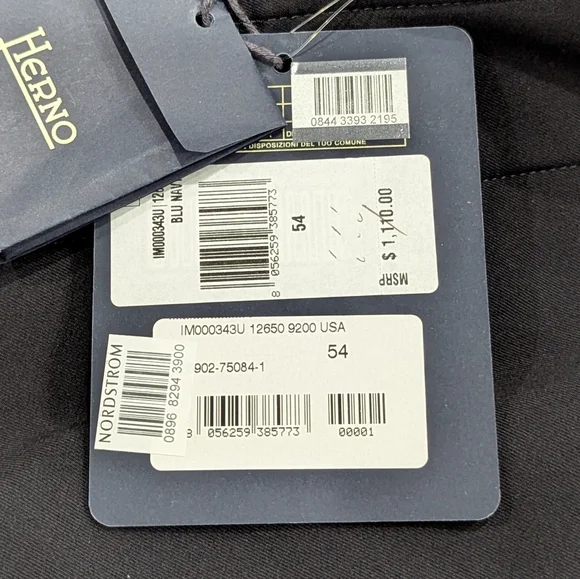 HERNO
0844 3393 2195
DISPOSIZIONI DEL TUO COMUNE
IM000343U
BLU NAV
8 056259 385773
54
MSRP
$ 1,110.00
IM000343U 12650 9200 USA
54
902-75084-1
8 056259 385773
00001
NORDSTROM
0896 8294 3900